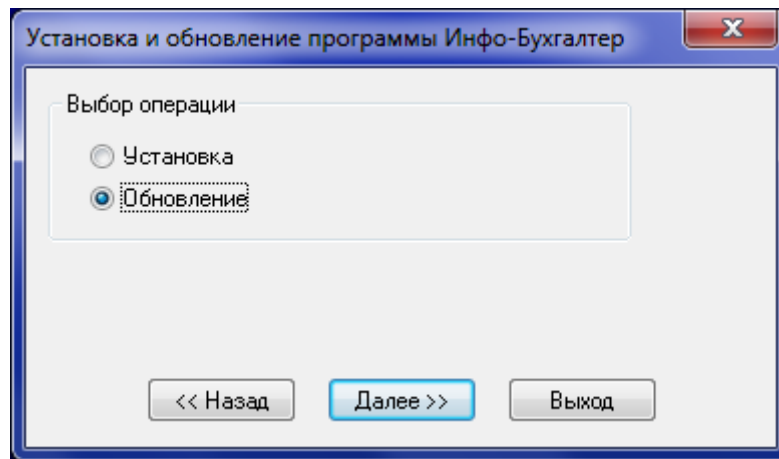 Установка и обновление программы Инфо-Бухгалтер
Выбор операции
Установка
Обновление
<< Назад Далее >> Выход